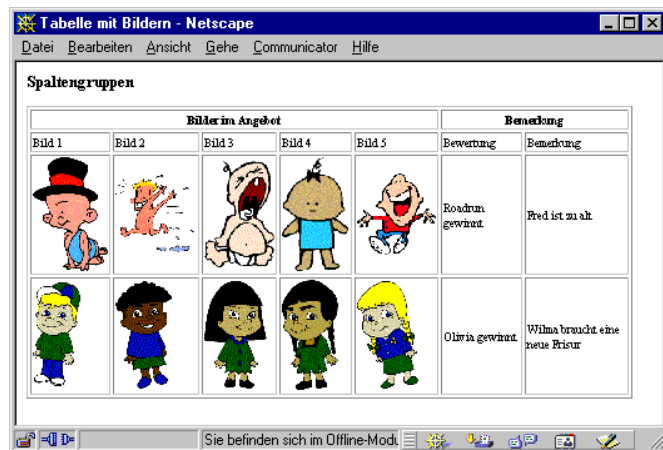 Tabelle mit Bildern - Netscape
Datei Bearbeiten Ansicht Gehe Communicator Hilfe
Spaltengruppen
Bilder im Angebot Bemerkung
Bild 1 Bild 2 Bild 3 Bild 4 Bild 5 Bewertung Bemerkung
Roadrun
gewinnt
Fred ist zu alt
Olivia gewinnt
Wilma braucht eine
neue Frisur
Sie befinden sich im Offline-Modu